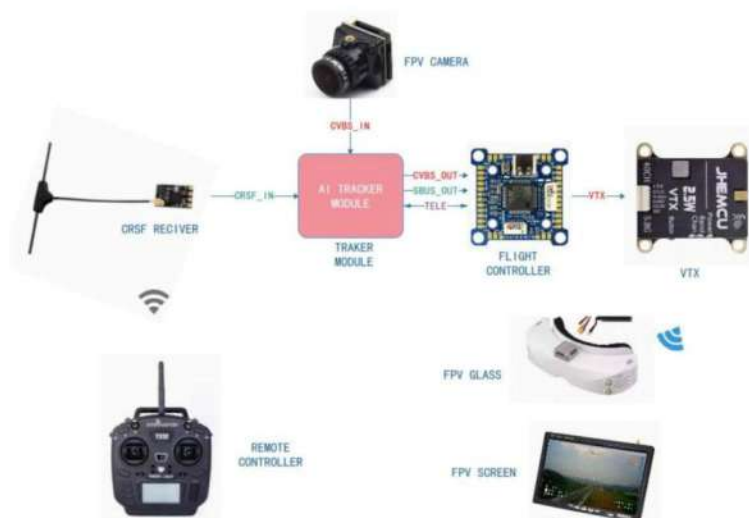 FPV CAMERA
CVBS_IN
CRSF_IN
AI TRACKER
MODULE
CVBS_OUT
SBUS_OUT
TELE
VTX
JHEMCU
2.5W
VTX
CRSF RECIVER
TRAKER
MODULE
FLIGHT
CONTROLLER
VTX
FPV GLASS
REMOTE
CONTROLLER
FPV SCREEN